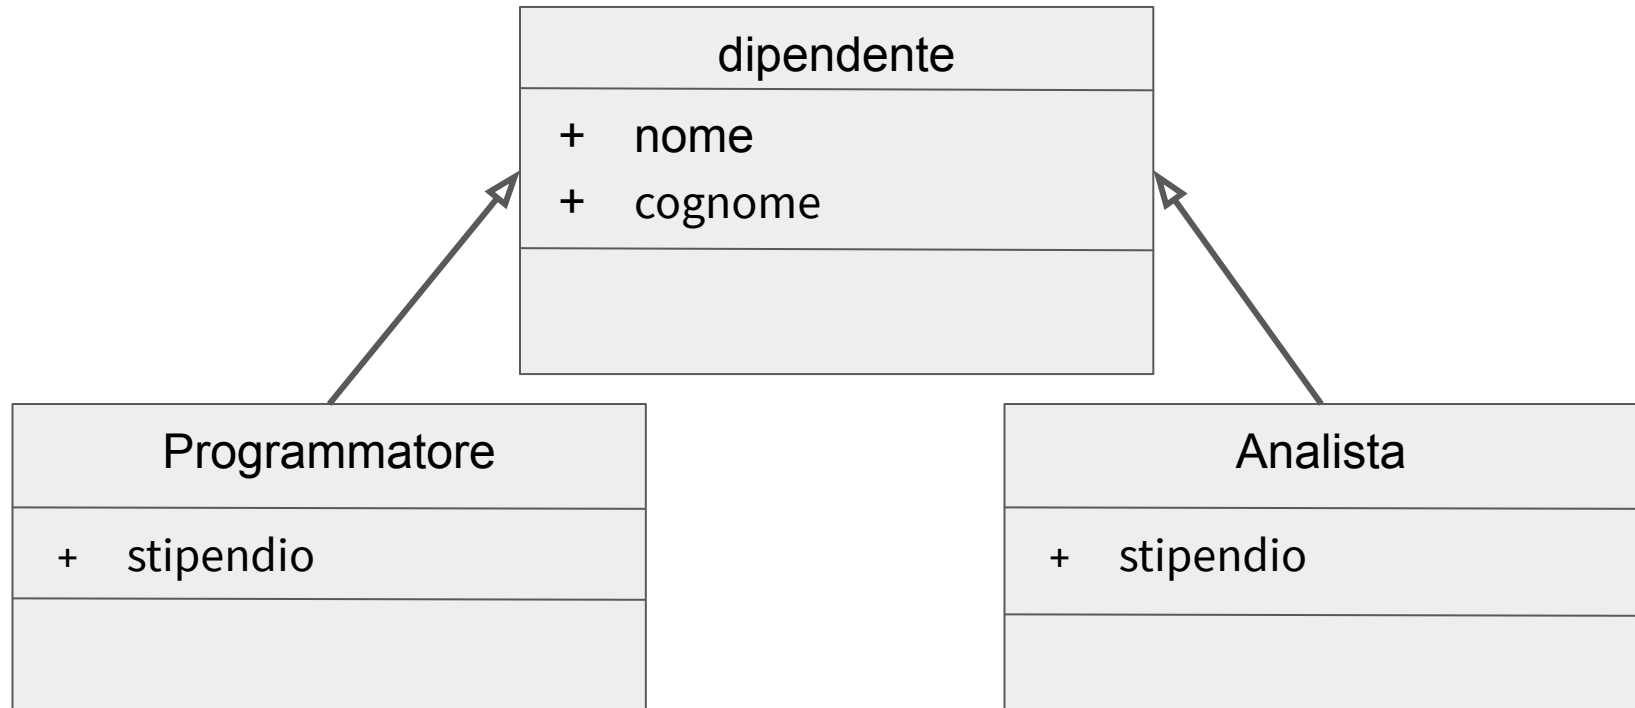 dipendente
+ nome
+ cognome
Programmatore
+ stipendio
Analista
+ stipendio